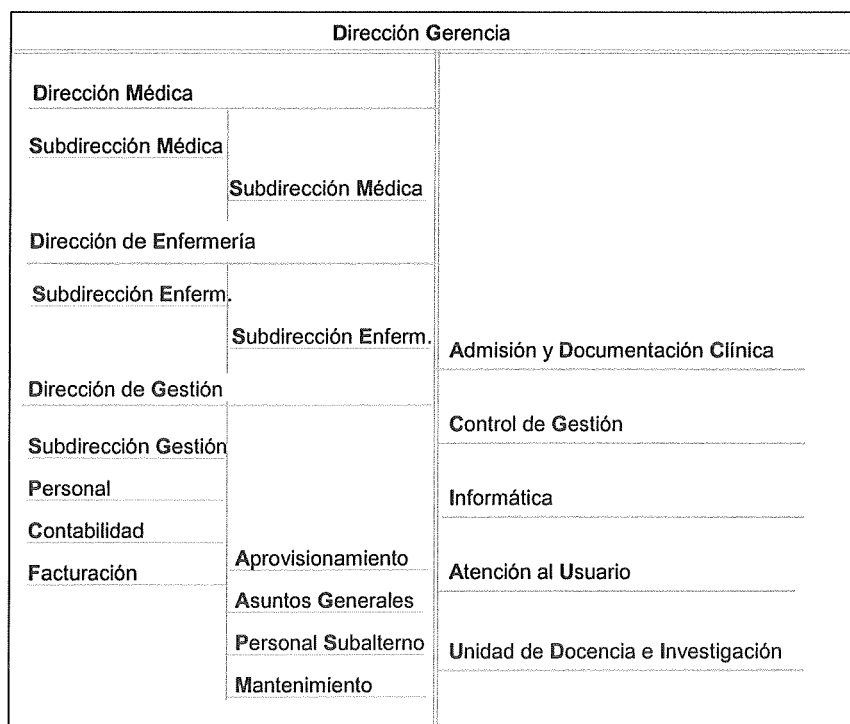 Dirección Gerencia
Dirección Médica
Subdirección Médica
Subdirección Médica
Dirección de Enfermería
Subdirección Enferm.
Subdirección Enferm.
Dirección de Gestión
Subdirección Gestión
Personal
Contabilidad
Facturación
Aprovisionamiento
Asuntos Generales
Personal Subalterno
Mantenimiento
Admisión y Documentación Clínica
Control de Gestión
Informática
Atención al Usuario
Unidad de Docencia e Investigación